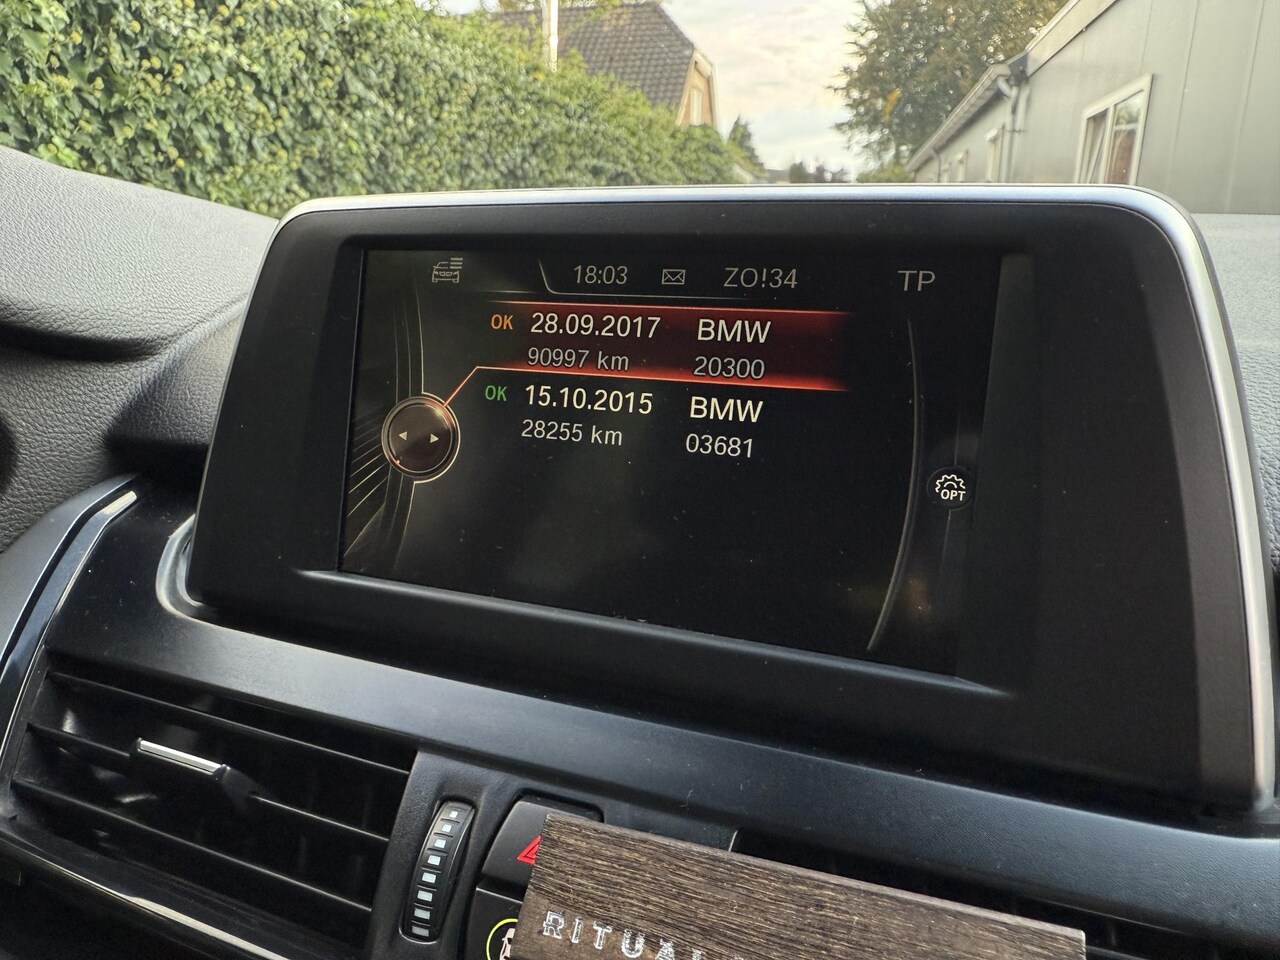 18:03 ZO!34 TP
OK 28.09.2017 BMW
90997 km 20300
OK 15.10.2015 BMW
28255 km 03681
OPT